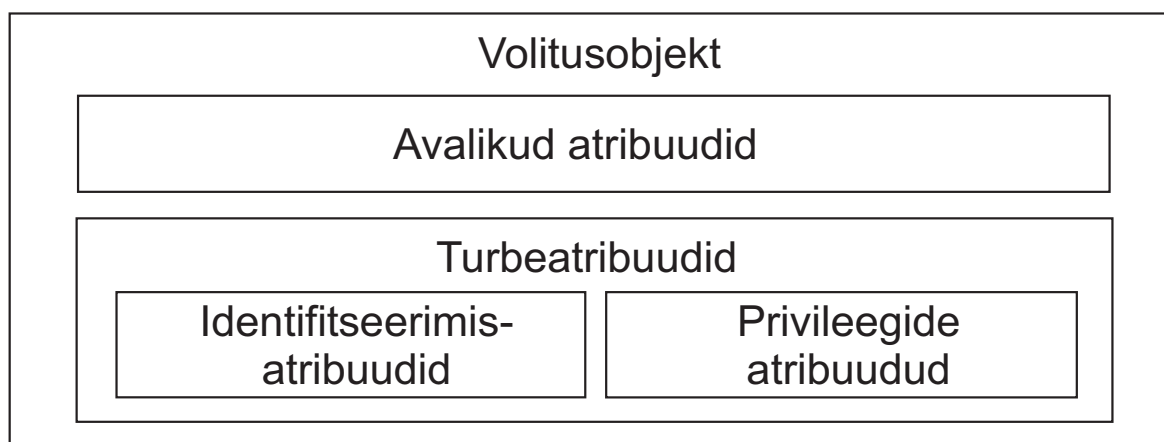 Volitusobjekt
Avalikud atribuudid
Turbeatribuudid
Identifitseerimis-
atribuudid
Privileegide
atribuudud